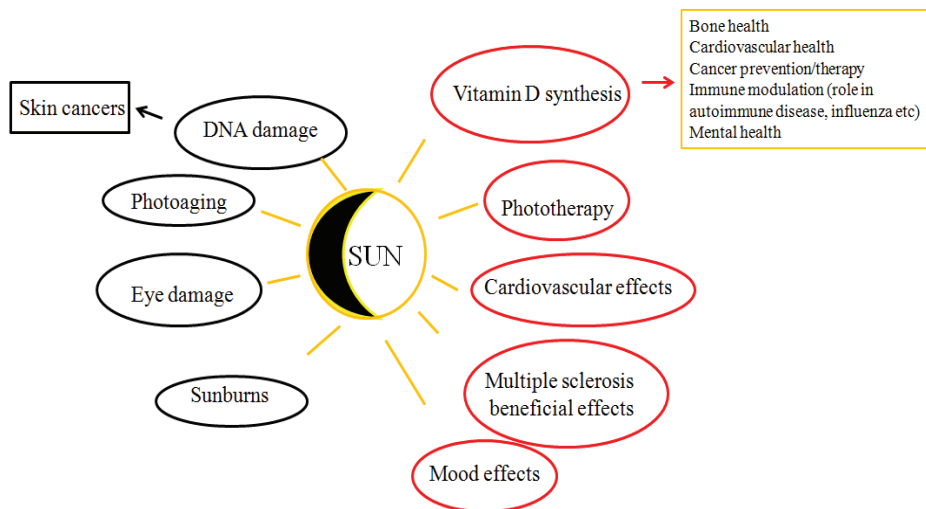 Bone health
Cardiovascular health
Cancer prevention/therapy
Immune modulation (role in
autoimmune disease, influenza etc)
Mental health
Vitamin D synthesis
Skin cancers
DNA damage
Photoaging
Phototherapy
SUN
Eye damage
Cardiovascular effects
Sunburns
Multiple sclerosis
beneficial effects
Mood effects